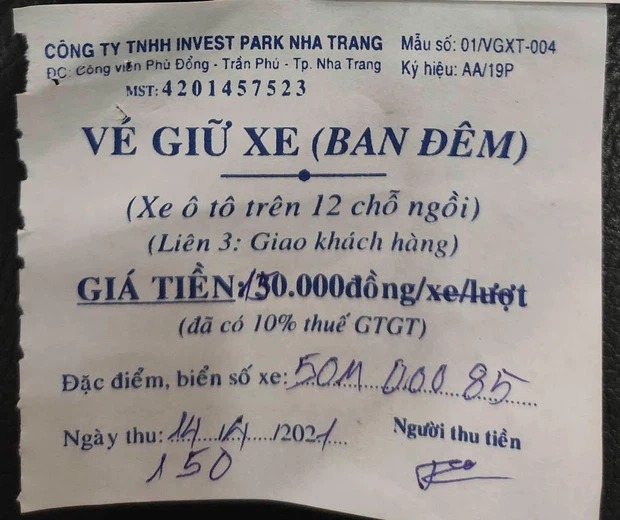 CÔNG TY TNHH INVEST PARK NHA TRANG Mẫu số: 01/VGXT-004
ĐC: Công viên Phù Đổng - Trần Phú - Tp. Nha Trang Ký hiệu: AA/19P
MST: 4201457523
VÉ GIỮ XE (BAN ĐÊM)
(Xe ô tô trên 12 chỗ ngồi)
(Liên 3: Giao khách hàng)
GIÁ TIỀN: 150.000đồng/xe/lượt
(đã có 10% thuế GTGT)
Đặc điểm, biển số xe: 50M 000 85
Ngày thu: 14/4/2021 Người thu tiền
150